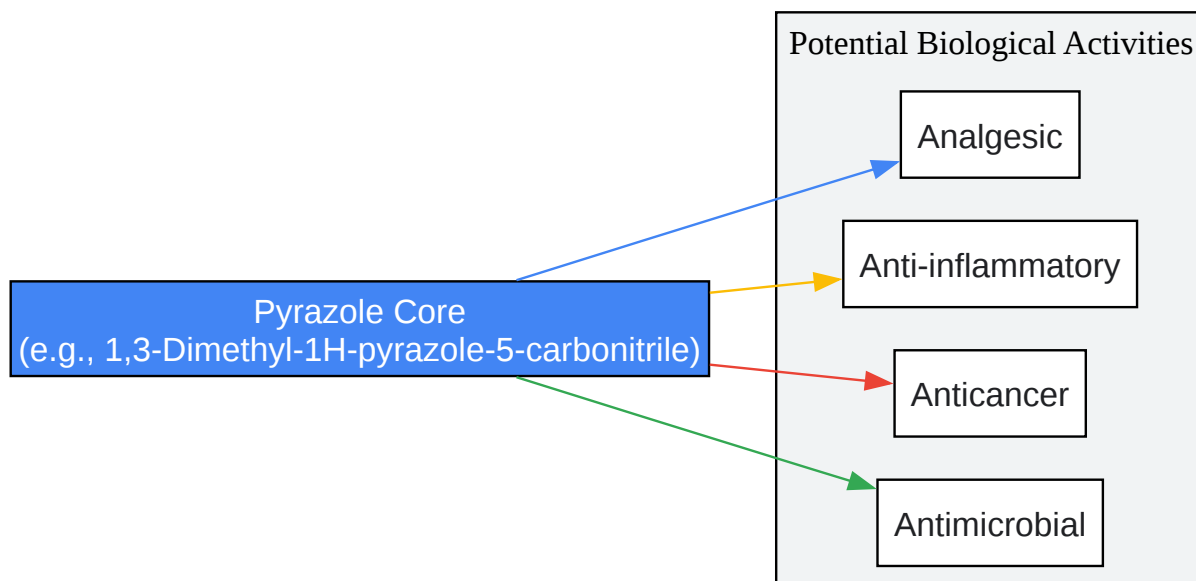 Potential Biological Activities
Analgesic
Anti-inflammatory
Pyrazole Core
(e.g., 1,3-Dimethyl-1H-pyrazole-5-carbonitrile)
Anticancer
Antimicrobial